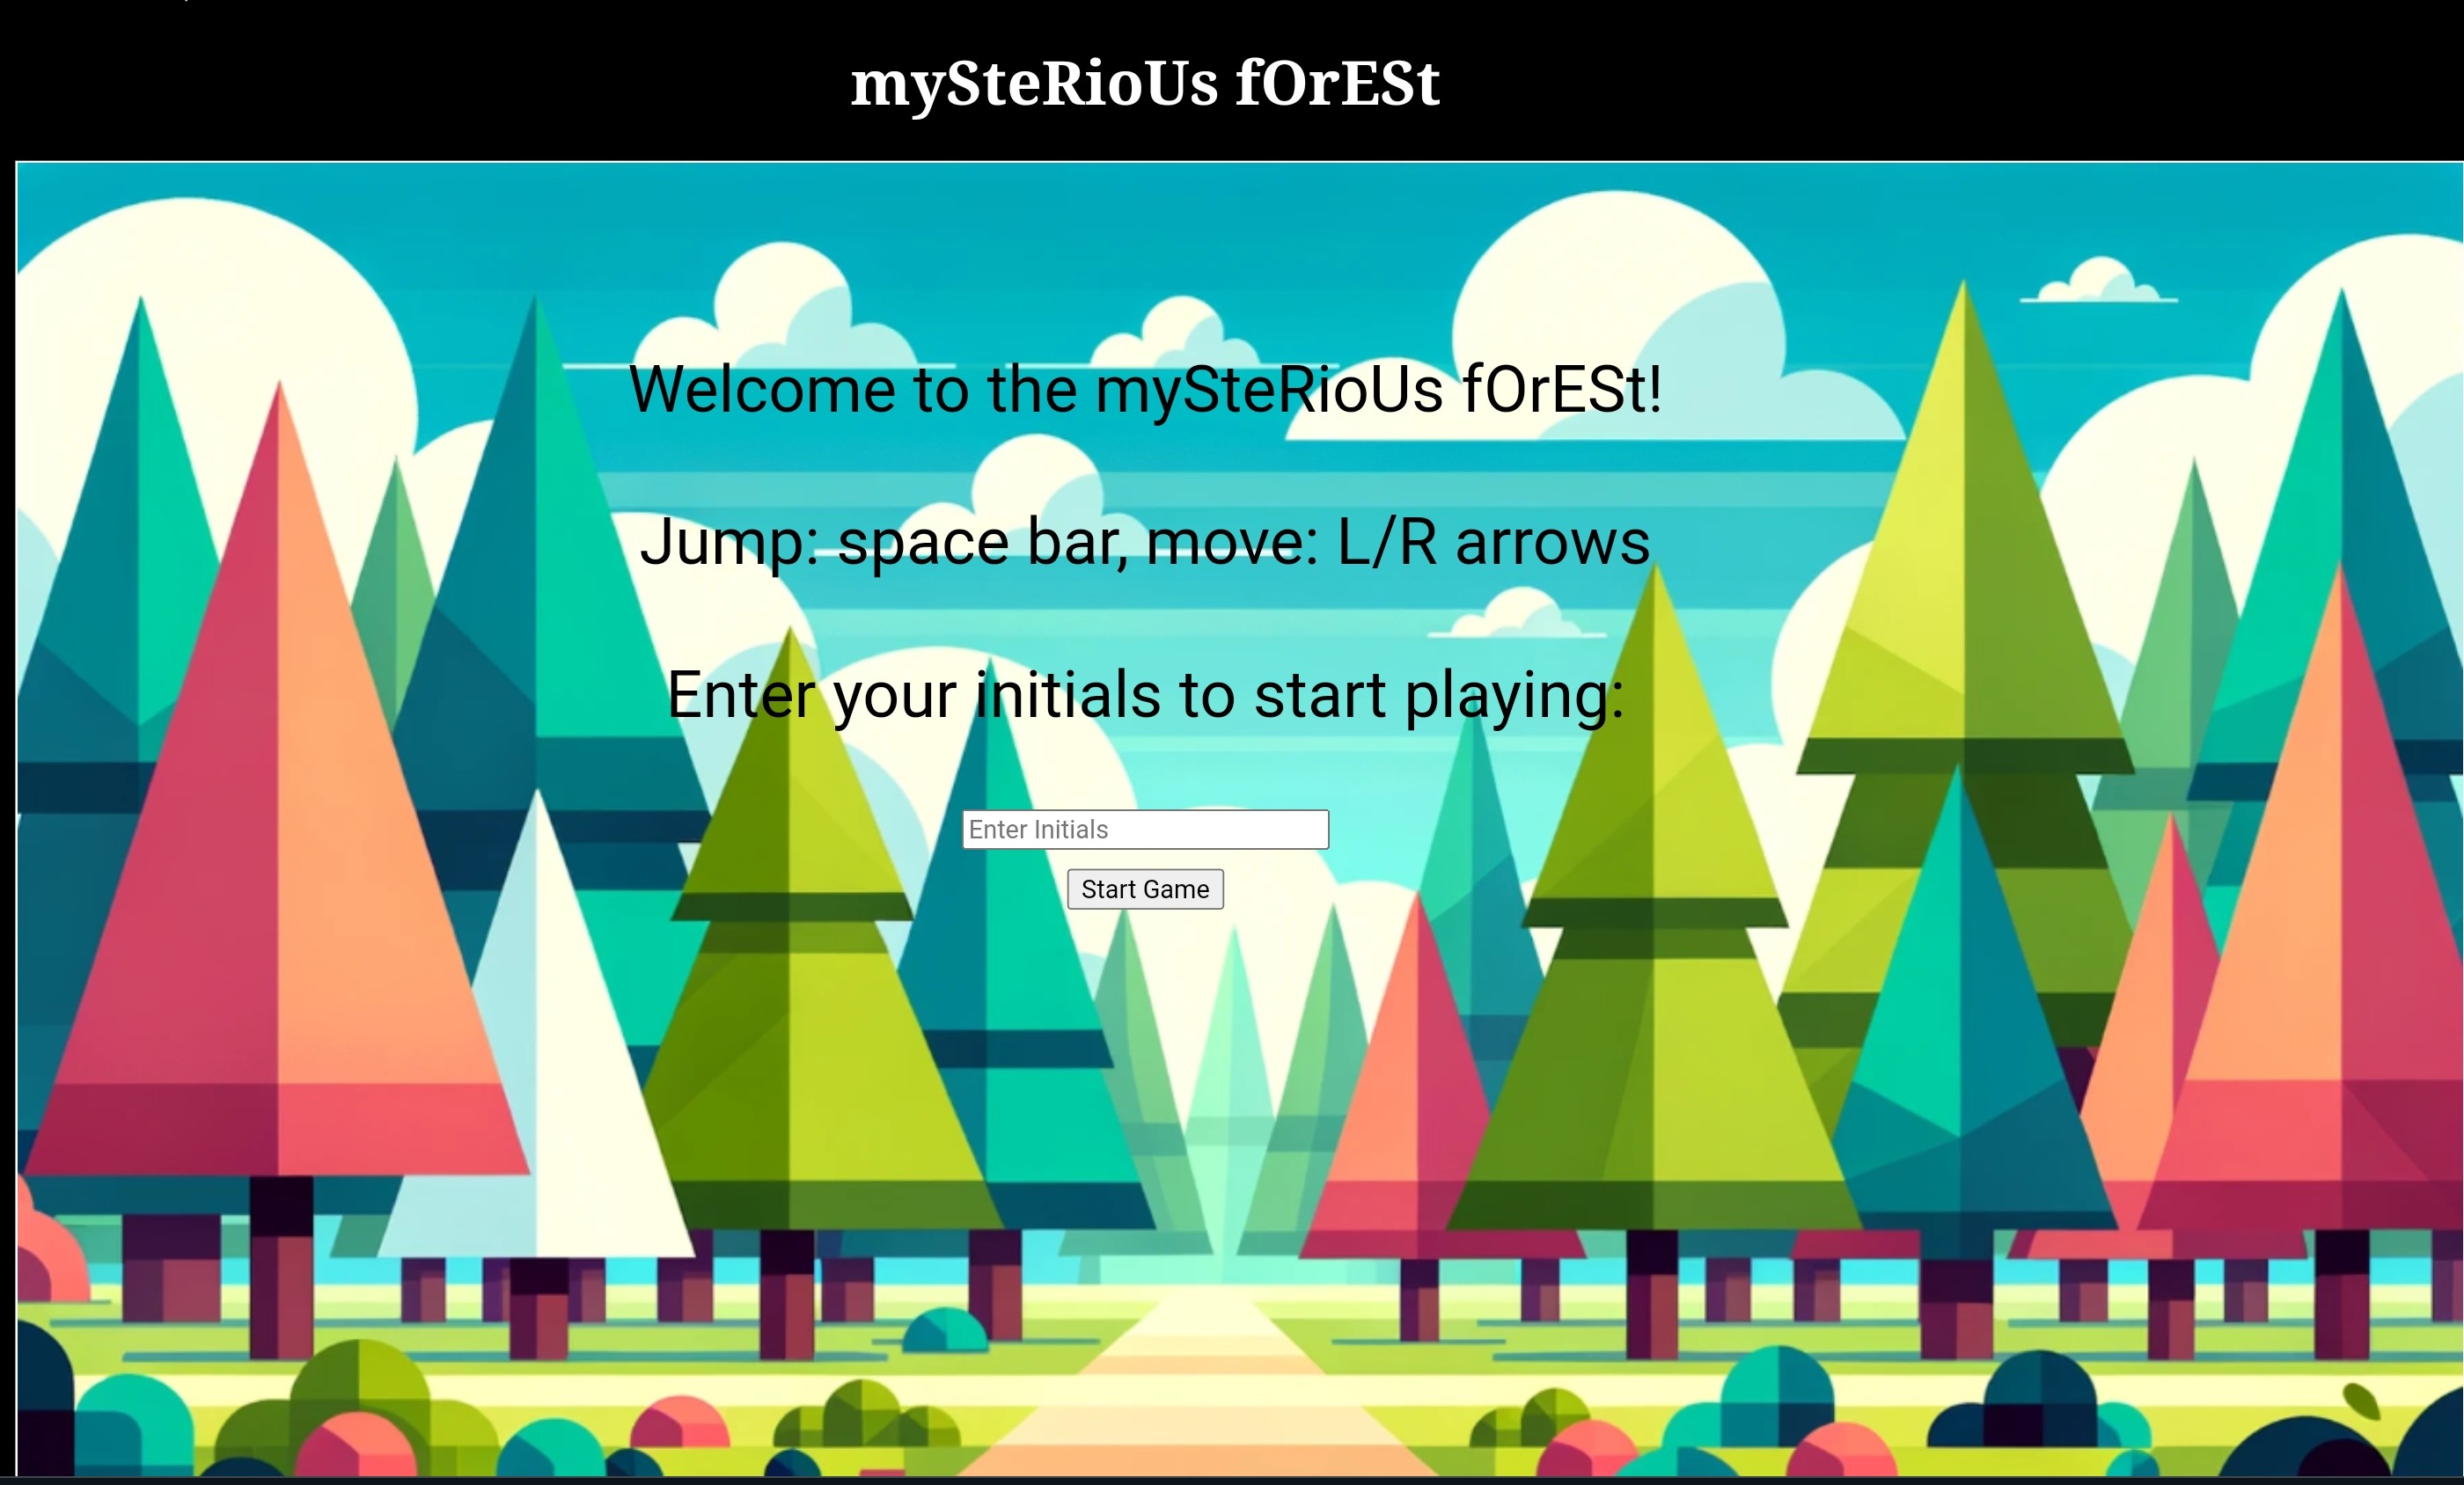 mySteRioUs fOrESt
Welcome to the mySteRioUs fOrESt!
Jump: space bar, move: L/R arrows
Enter your initials to start playing:
Enter Initials
Start Game